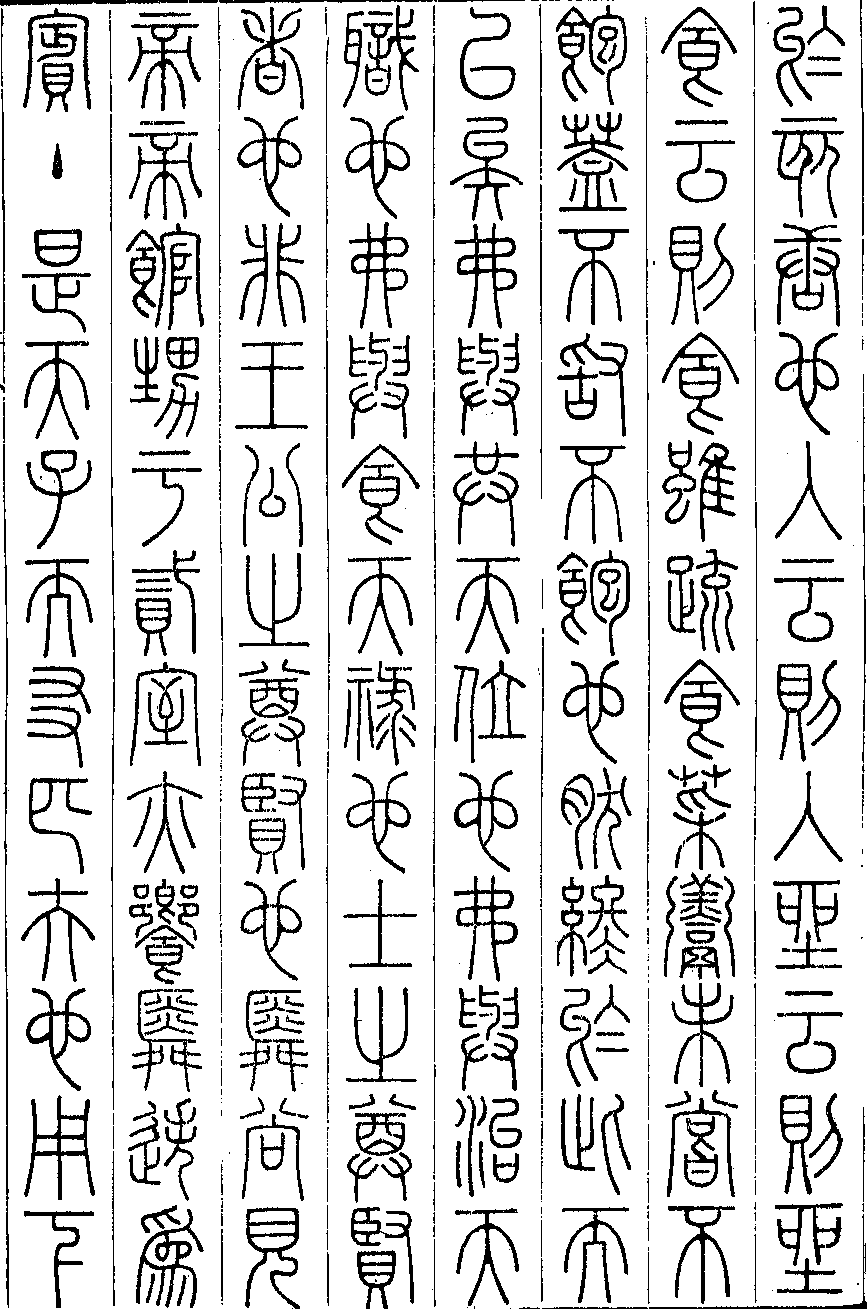 於亥唐也入云則入坐云則坐
食云則食雖疏食菜羹未嘗不
飽蓋不敢不飽也然終於此而
已矣弗與共天位也弗與治天
職也弗與食天祿也士之尊賢
者也非王公之尊賢也舜尚見
帝帝館甥于貳室亦饗舜迭為
賓主是天子而友匹夫也用下